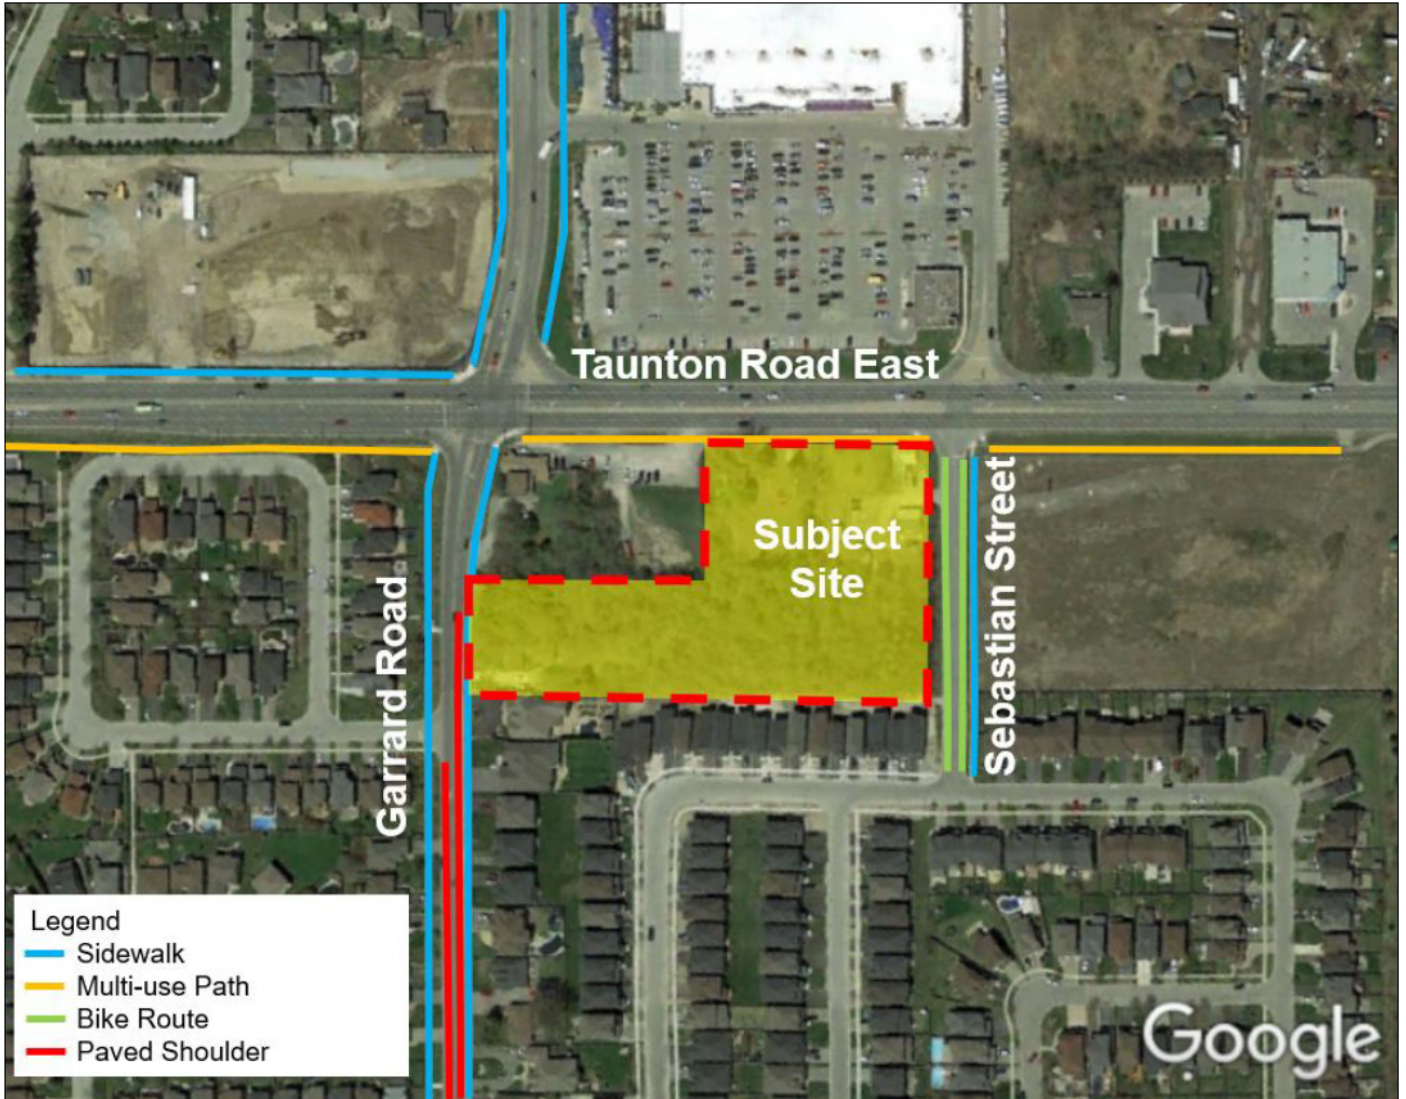 Taunton Road East
Subject
Site
Sebastian Street
Garrard Road
Legend
Sidewalk
Multi-use Path
Bike Route
Paved Shoulder
Google